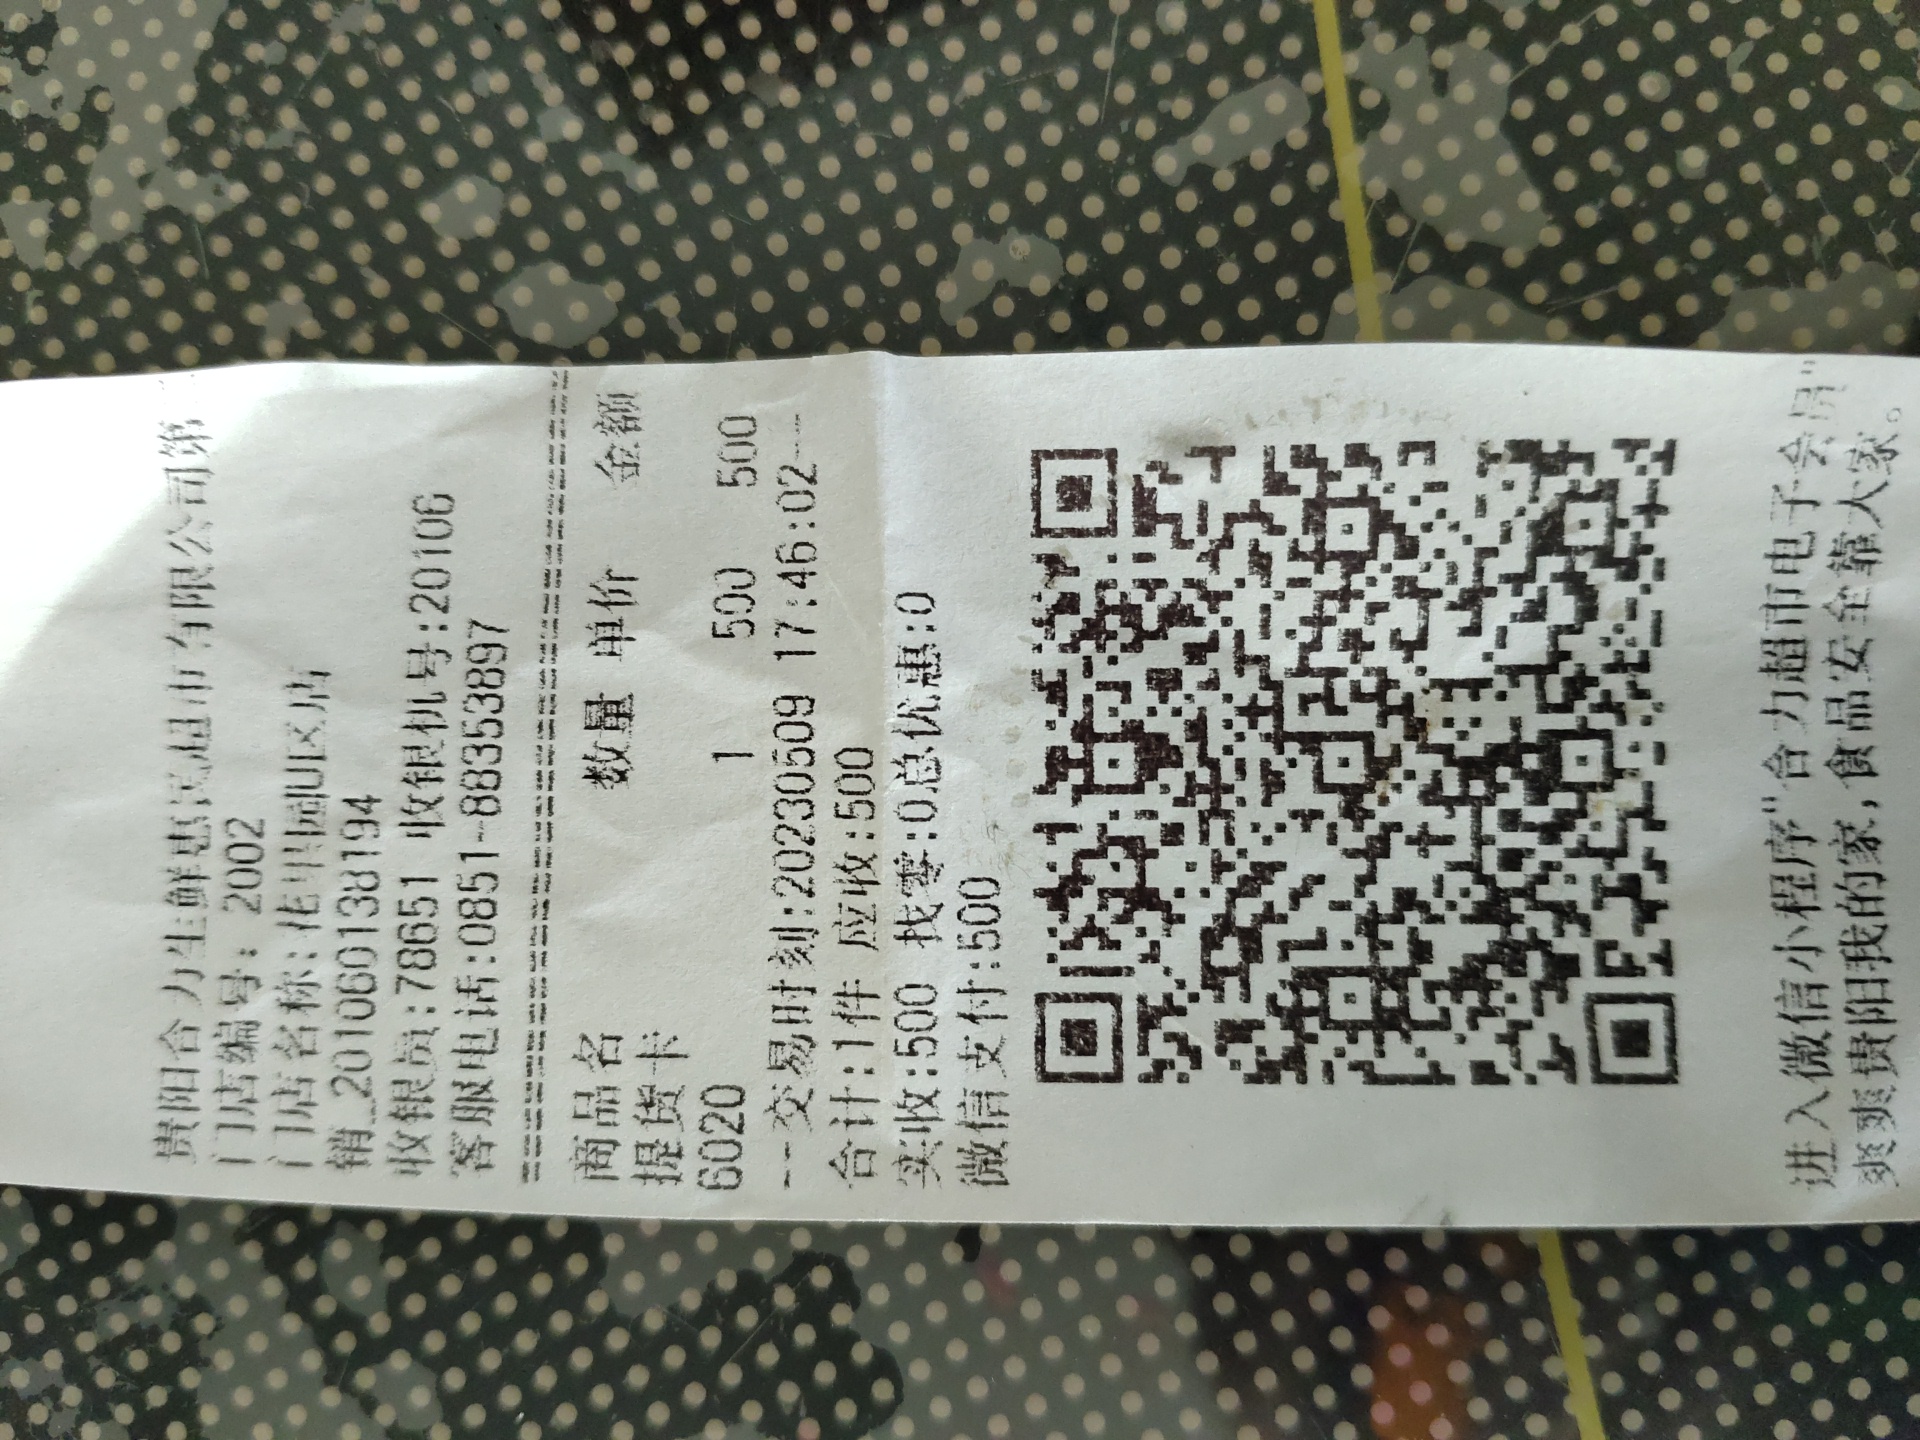 贵阳合力生鲜惠民超市有限公司第
门店编号: 2002
门店名称:花果园U区店
销_20106013819​4
收银员:78651 收银机号:20106
客服电话:0851-88353897
商品名 数量 单价 金额
提货卡
6020 1 500 500
--交易时刻:20230509 17:46:02--
合计:1件 应收:500
实收:500 找零:0总优惠:0
微信支付:500
进入微信小程序"合力超市电子会员"
爽爽贵阳我的家,食品安全靠大家。